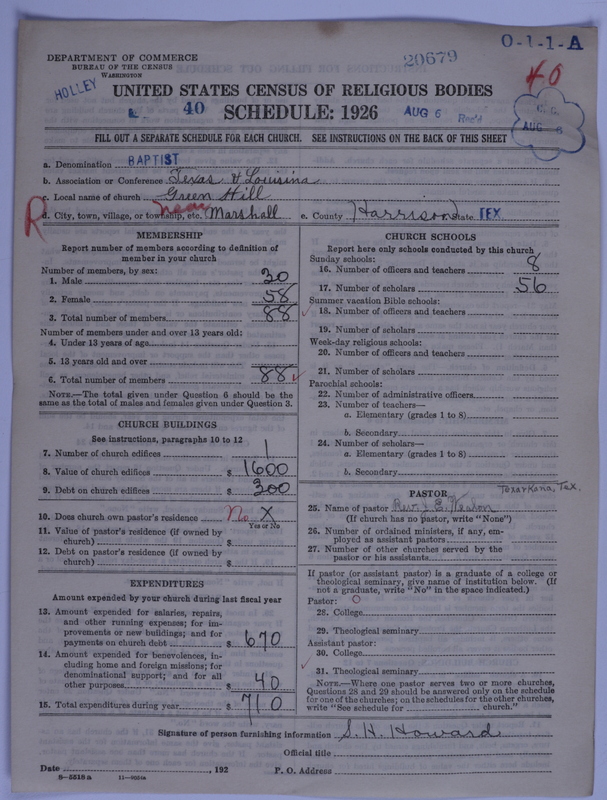 DEPARTMENT OF COMMERCE
BUREAU OF THE CENSUS
WASHINGTON
20679
0-1-1-A
40
HOLLEY
UNITED STATES CENSUS OF RELIGIOUS BODIES
40 SCHEDULE: 1926 AUG 6 Rec'd
AUG 6
FILL OUT A SEPARATE SCHEDULE FOR EACH CHURCH. SEE INSTRUCTIONS ON THE BACK OF THIS SHEET
a. Denomination BAPTIST
b. Association or Conference Texas & Louisina
c. Local name of church Green Hill
R
d. City, town, village, or township, etc. near Marshall e. County Harrison State TEX.
MEMBERSHIP
Report number of members according to definition of member in your church
Number of members, by sex:
1. Male 30
2. Female 58
3. Total number of members 88
Number of members under and over 13 years old:
4. Under 13 years of age
5. 13 years old and over
6. Total number of members 88
NOTE.—The total given under Question 6 should be the
same as the total of males and females given under Question 3.
CHURCH BUILDINGS
See instructions, paragraphs 10 to 12
7. Number of church edifices 1
8. Value of church edifices $ 1600
9. Debt on church edifices $ 300
10. Does church own pastor's residence No X
Yes or No
11. Value of pastor's residence (if owned by
church) $
12. Debt on pastor's residence (if owned by
church) $
EXPENDITURES
Amount expended by your church during last fiscal year
13. Amount expended for salaries, repairs,
and other running expenses; for im-
provements or new buildings; and for
payments on church debt $ 670
14. Amount expended for benevolences, in-
cluding home and foreign missions; for
denominational support; and for all
other purposes $ 40
15. Total expenditures during year $ 710
CHURCH SCHOOLS
Report here only schools conducted by this church
Sunday schools:
16. Number of officers and teachers 8
17. Number of scholars 56
Summer vacation Bible schools:
18. Number of officers and teachers
19. Number of scholars
Week-day religious schools:
20. Number of officers and teachers
21. Number of scholars
Parochial schools:
22. Number of administrative officers
23. Number of teachers—
a. Elementary (grades 1 to 8)
b. Secondary
24. Number of scholars—
a. Elementary (grades 1 to 8)
b. Secondary
PASTOR Texarkana, Tex.
25. Name of pastor Rev.
(If church has no pastor, write "None")
26. Number of ordained ministers, if any, em-
ployed as assistant pastors
27. Number of other churches served by the
pastor or his assistants
If pastor (or assistant pastor) is a graduate of a college or
theological seminary, give name of institution below. (If
not a graduate, write "No" in the space indicated.)
Pastor: O
28. College
29. Theological seminary
Assistant pastor:
30. College
31. Theological seminary
NOTE.—Where one pastor serves two or more churches,
Questions 28 and 29 should be answered only on the schedule
for one of the churches; on the schedules for the other churches,
write "See schedule for church."
Signature of person furnishing information S. H. Howard
Official title
Date , 192 P. O. Address
8-5518a